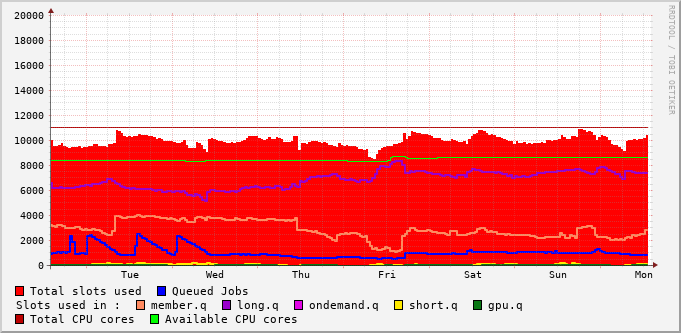 RRDTOOL / TOBI OETIKER
20000
18000
16000
14000
12000
10000
8000
6000
4000
2000
0
Tue Wed Thu Fri Sat Sun Mon
Total slots used Queued Jobs
Slots used in : member.q long.q ondemand.q short.q gpu.q
Total CPU cores Available CPU cores